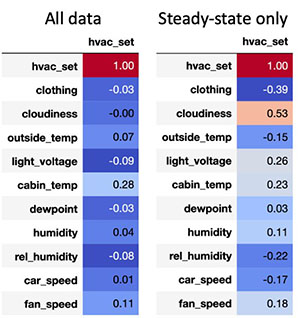 All data Steady-state only
hvac_set hvac_set
hvac_set 1.00 hvac_set 1.00
clothing -0.03 clothing -0.39
cloudiness -0.00 cloudiness 0.53
outside_temp 0.07 outside_temp -0.15
light_voltage -0.09 light_voltage 0.26
cabin_temp 0.28 cabin_temp 0.23
dewpoint -0.03 dewpoint 0.03
humidity 0.04 humidity 0.11
rel_humidity -0.08 rel_humidity -0.22
car_speed 0.01 car_speed -0.17
fan_speed 0.11 fan_speed 0.18